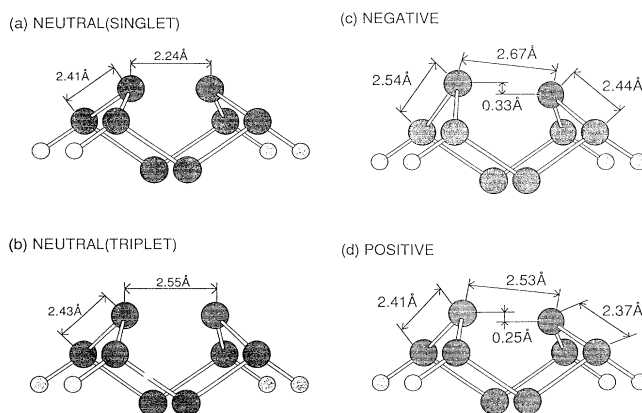 (a) NEUTRAL(SINGLET)
2.24Å
2.41Å
(b) NEUTRAL(TRIPLET)
2.55Å
2.43Å
(c) NEGATIVE
2.67Å
2.54Å
2.44Å
0.33Å
(d) POSITIVE
2.53Å
2.41Å
2.37Å
0.25Å